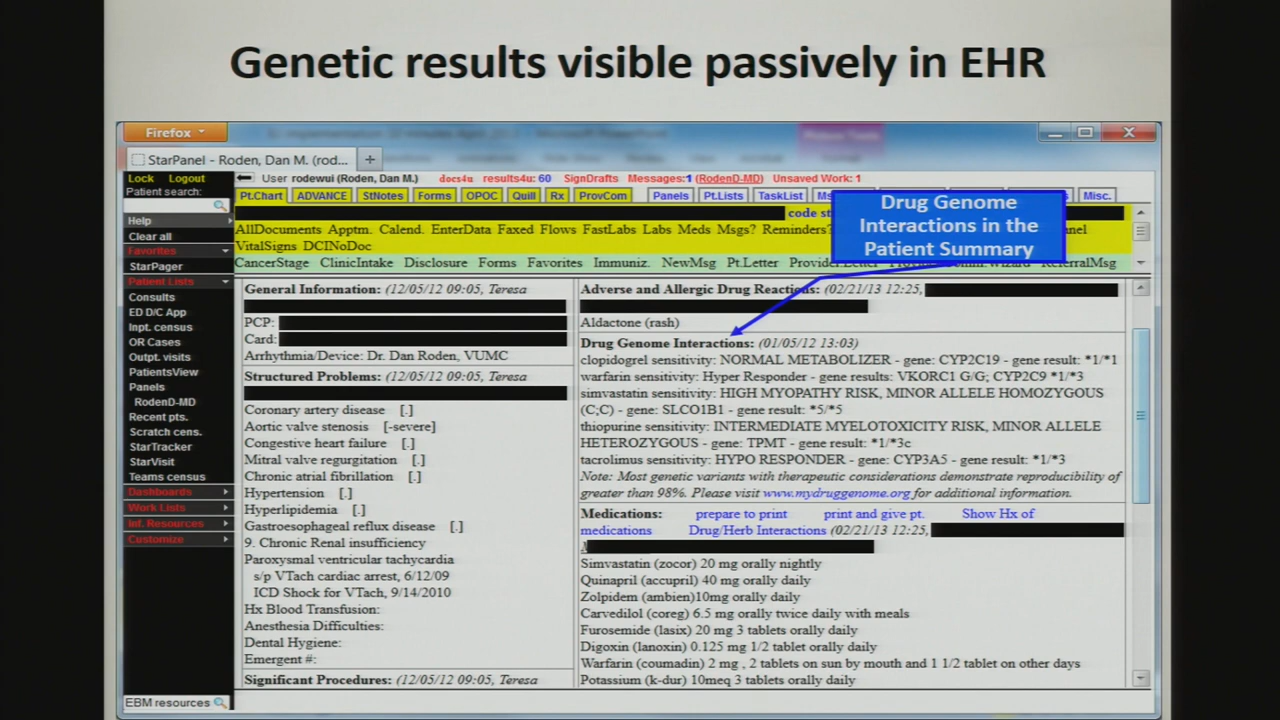 Genetic results visible passively in EHR
Firefox
StarPanel - Roden, Dan M. (rod...
Lock Logout
Patient search:
Help
Clear all
Favorites
StarPager
Patient Lists
Consults
ED D/C App
Inpt. census
OR Cases
Outpt. visits
PatientsView
Panels
RodenD-MD
Recent pts.
Scratch cens.
StarTracker
StarVisit
Teams census
Dashboards
Work Lists
Inf. Resources
Customize
EBM resources
User rodewui (Roden, Dan M.) docs4u results4u: 60 SignDrafts Messages:1 (RodenD-MD) Unsaved Work: 1
Pt.Chart ADVANCE StNotes Forms OPOC Quill Rx ProvCom Panels Pt.Lists TaskList Misc.
code st
AllDocuments Apptm. Calend. EnterData Faxed Flows FastLabs Labs Meds Msgs? Reminders?
VitalSigns DCINoDoc
CancerStage ClinicIntake Disclosure Forms Favorites Immuniz. NewMsg Pt.Letter ReferralMsg
Drug Genome
Interactions in the
Patient Summary
General Information: (12/05/12 09:05, Teresa
PCP:
Card:
Arrhythmia/Device: Dr. Dan Roden, VUMC
Structured Problems: (12/05/12 09:05, Teresa
Coronary artery disease [.]
Aortic valve stenosis [-severe]
Congestive heart failure [.]
Mitral valve regurgitation [.]
Chronic atrial fibrillation [.]
Hypertension [.]
Hyperlipidemia [.]
Gastroesophageal reflux disease [.]
9. Chronic Renal insufficiency
Paroxysmal ventricular tachycardia
s/p VTach cardiac arrest, 6/12/09
ICD Shock for VTach, 9/14/2010
Hx Blood Transfusion:
Anesthesia Difficulties:
Dental Hygiene:
Emergent #:
Significant Procedures: (12/05/12 09:05, Teresa
Adverse and Allergic Drug Reactions: (02/21/13 12:25,
Aldactone (rash)
Drug Genome Interactions: (01/05/12 13:03)
clopidogrel sensitivity: NORMAL METABOLIZER - gene: CYP2C19 - gene result: *1/*1
warfarin sensitivity: Hyper Responder - gene results: VKORC1 G/G; CYP2C9 *1/*3
simvastatin sensitivity: HIGH MYOPATHY RISK, MINOR ALLELE HOMOZYGOUS
(C;C) - gene: SLCO1B1 - gene result: *5/*5
thiopurine sensitivity: INTERMEDIATE MYELOTOXICITY RISK, MINOR ALLELE
HETEROZYGOUS - gene: TPMT - gene result: *1/*3c
tacrolimus sensitivity: HYPO RESPONDER - gene: CYP3A5 - gene result: *1/*3
Note: Most genetic variants with therapeutic considerations demonstrate reproducibility of
greater than 98%. Please visit www.mydruggenome.org for additional information.
Medications: prepare to print print and give pt. Show Hx of
medications Drug/Herb Interactions (02/21/13 12:25,
Simvastatin (zocor) 20 mg orally nightly
Quinapril (accupril) 40 mg orally daily
Zolpidem (ambien)10mg orally daily
Carvedilol (coreg) 6.5 mg orally twice daily with meals
Furosemide (lasix) 20 mg 3 tablets orally daily
Digoxin (lanoxin) 0.125 mg 1/2 tablet orally daily
Warfarin (coumadin) 2 mg , 2 tablets on sun by mouth and 1 1/2 tablet on other days
Potassium (k-dur) 10meq 3 tablets orally daily